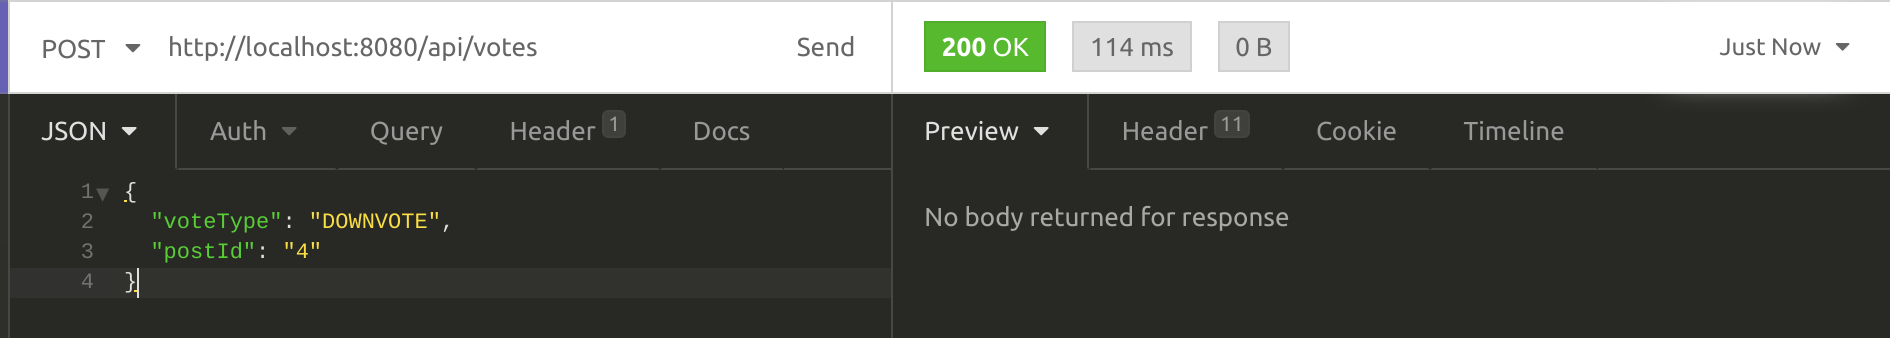 POST http://localhost:8080/api/votes Send 200 OK 114 ms 0 B Just Now
JSON Auth Query Header 1 Docs Preview Header 11 Cookie Timeline
1 {
2 "voteType": "DOWNVOTE",
3 "postId": "4"
4 }
No body returned for response